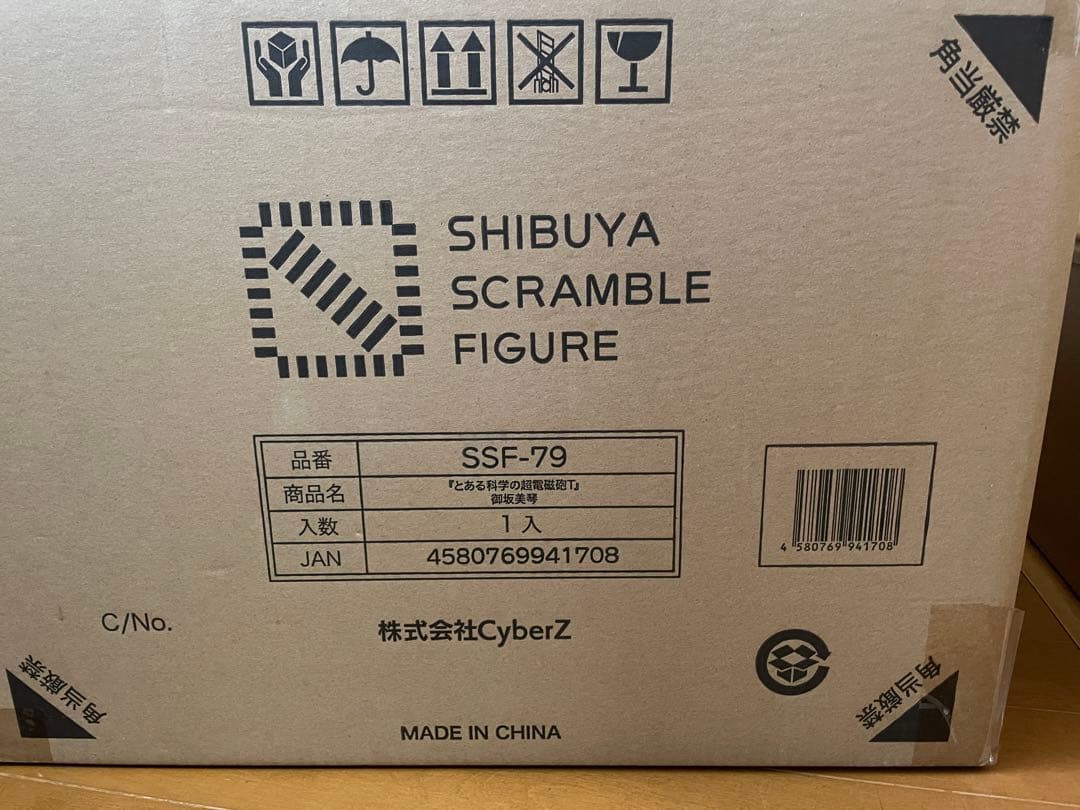 角当厳禁
SHIBUYA
SCRAMBLE
FIGURE
品番 SSF-79
商品名 『とある科学の超電磁砲T』
御坂美琴
入数 1入
JAN 4580769941708
4 580769 941708
C/No.
株式会社CyberZ
角当厳禁
角当厳禁
MADE IN CHINA